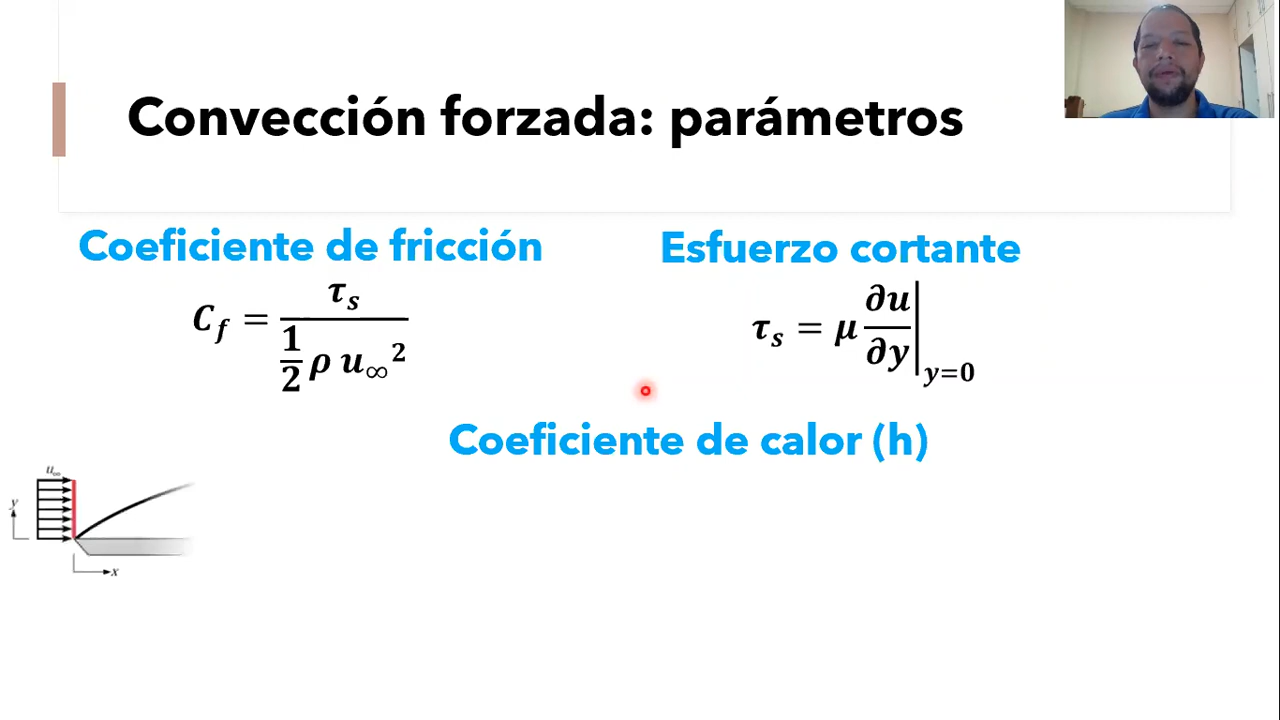 Convección forzada: parámetros
Coeficiente de fricción
Esfuerzo cortante
C_f = τ_s / (1/2 ρ u_∞²)
τ_s = μ ∂u/∂y |_{y=0}
Coeficiente de calor (h)
u_∞
y
x